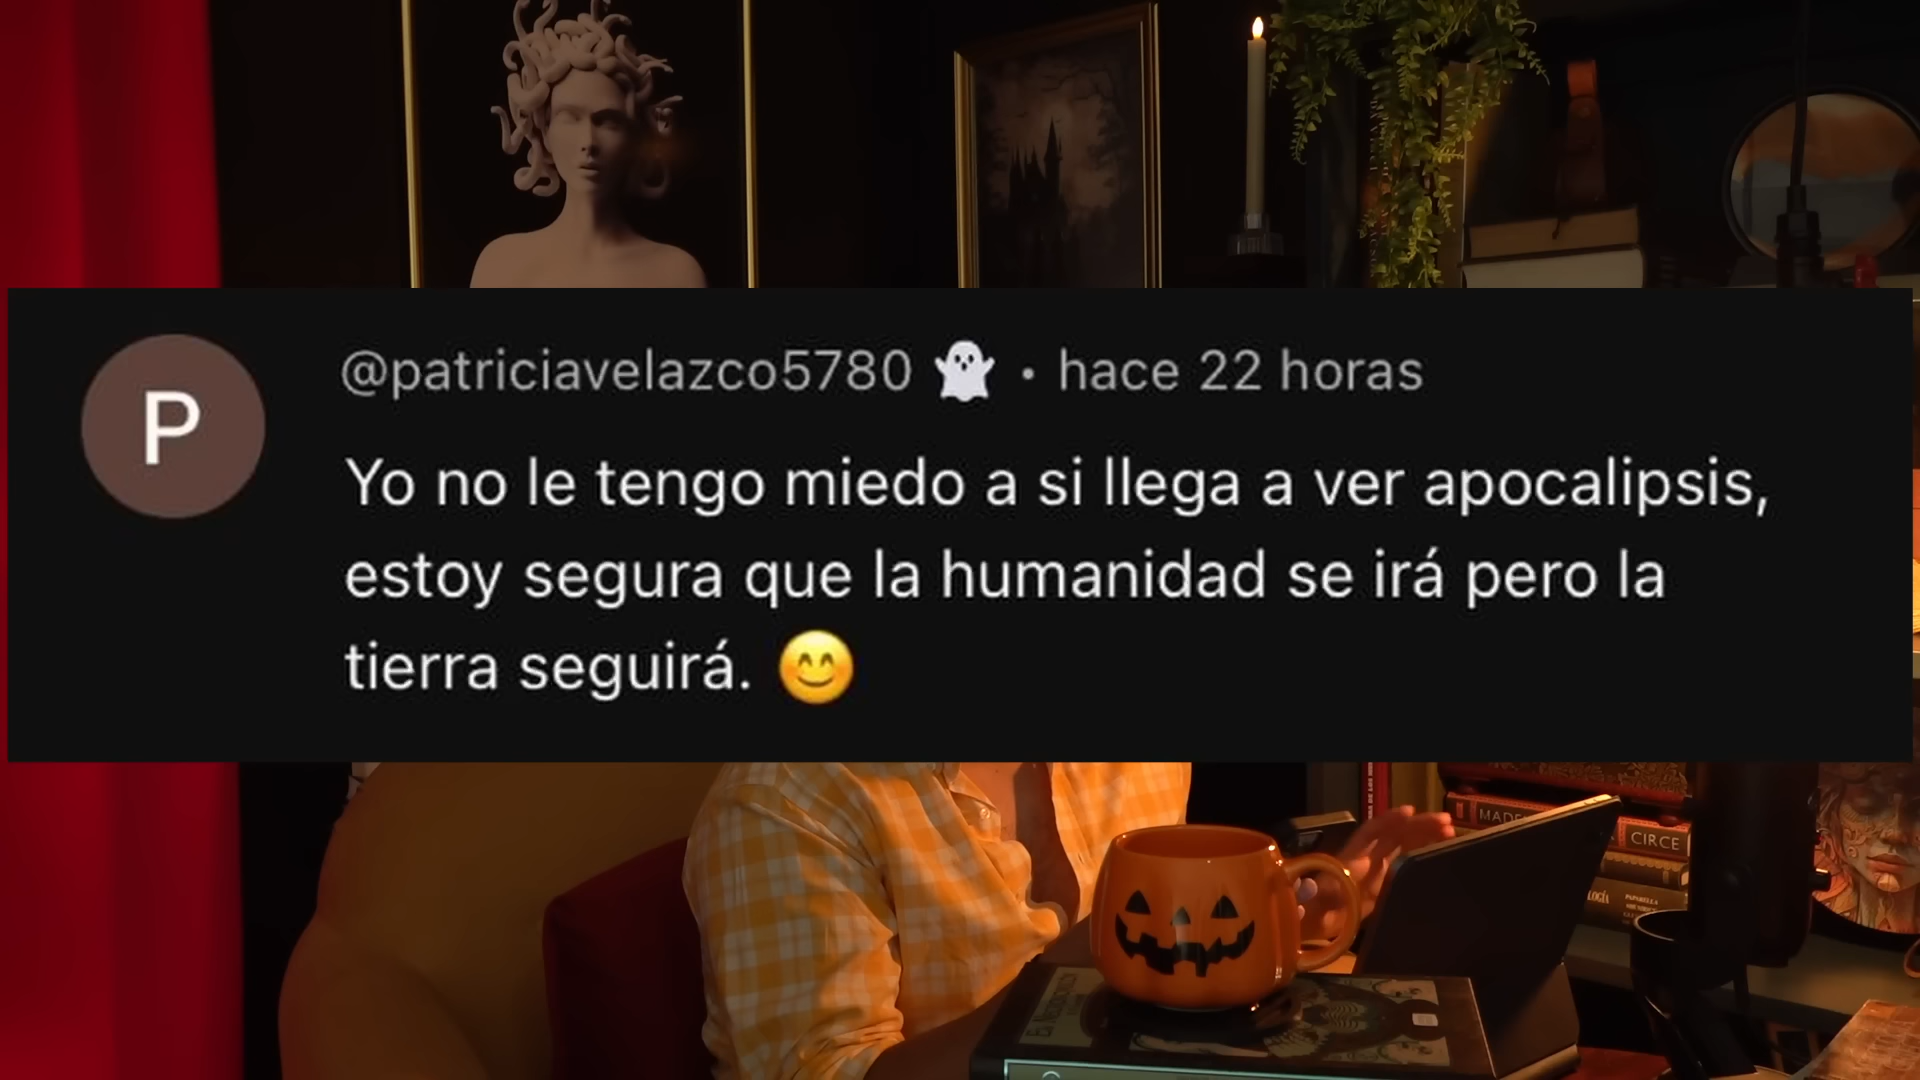 P
@patriciavelazco5780 👻 • hace 22 horas
Yo no le tengo miedo a si llega a ver apocalipsis,
estoy segura que la humanidad se irá pero la
tierra seguirá. 😊
CIRCE